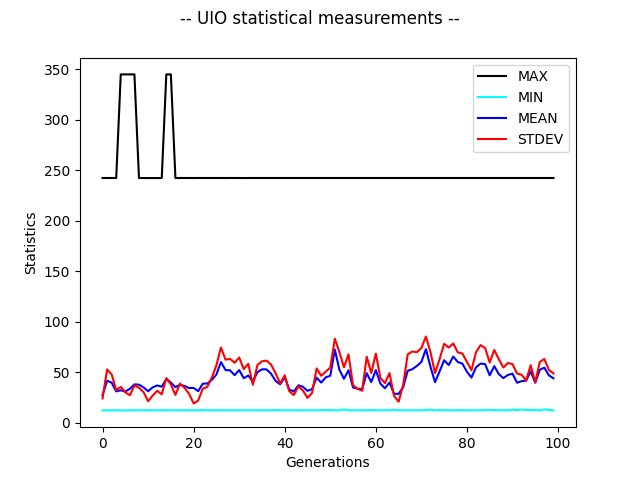 -- UIO statistical measurements --
350
300
250
200
150
100
50
0
Statistics
MAX
MIN
MEAN
STDEV
0 20 40 60 80 100
Generations